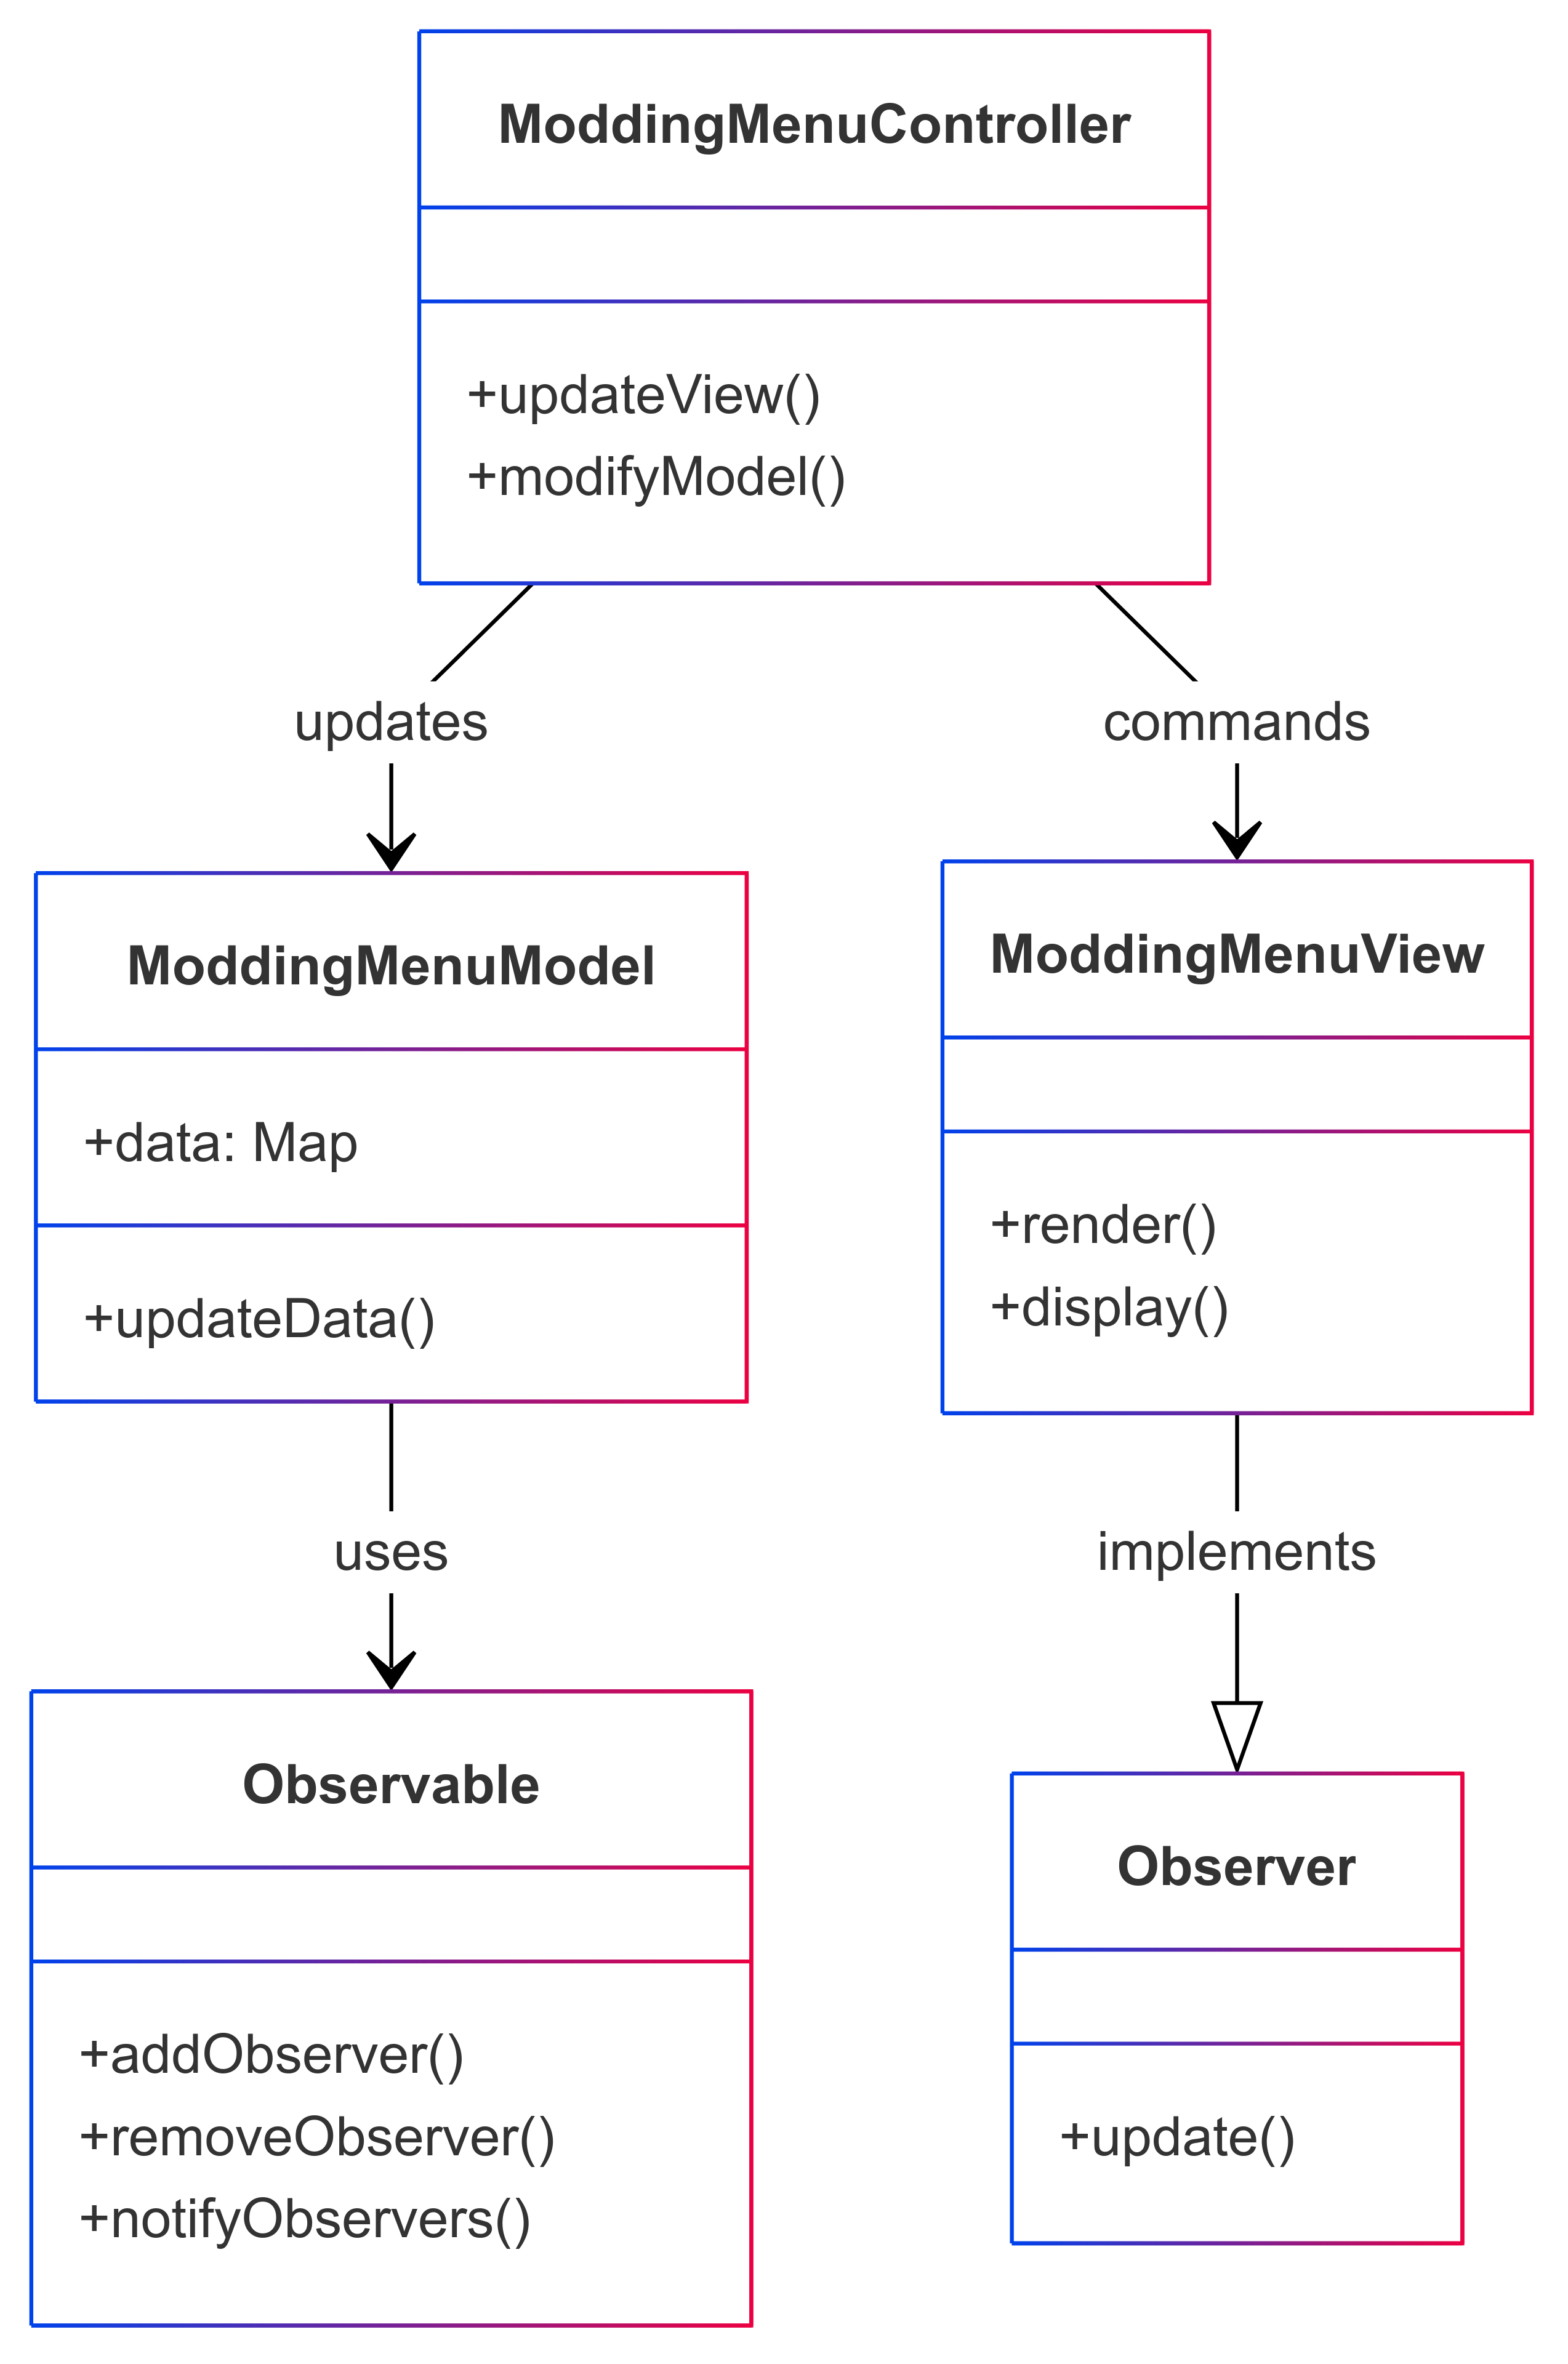 ModdingMenuController
+updateView()
+modifyModel()
updates
commands
ModdingMenuModel
+data: Map
+updateData()
ModdingMenuView
+render()
+display()
uses
implements
Observable
+addObserver()
+removeObserver()
+notifyObservers()
Observer
+update()